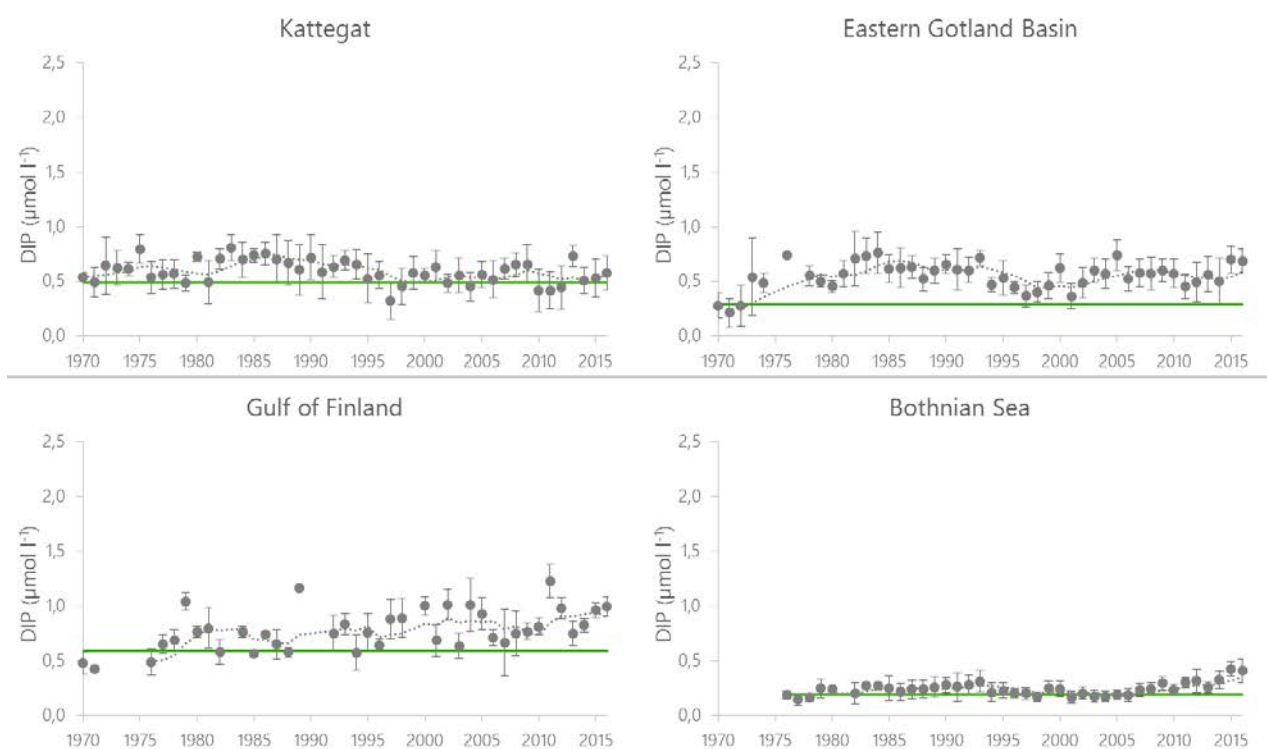 Kattegat
2,5
2,0
1,5
1,0
0,5
0,0
DIP (µmol l⁻¹)
1970 1975 1980 1985 1990 1995 2000 2005 2010 2015
Eastern Gotland Basin
2,5
2,0
1,5
1,0
0,5
0,0
DIP (µmol l⁻¹)
1970 1975 1980 1985 1990 1995 2000 2005 2010 2015
Gulf of Finland
2,5
2,0
1,5
1,0
0,5
0,0
DIP (µmol l⁻¹)
1970 1975 1980 1985 1990 1995 2000 2005 2010 2015
Bothnian Sea
2,5
2,0
1,5
1,0
0,5
0,0
DIP (µmol l⁻¹)
1970 1975 1980 1985 1990 1995 2000 2005 2010 2015